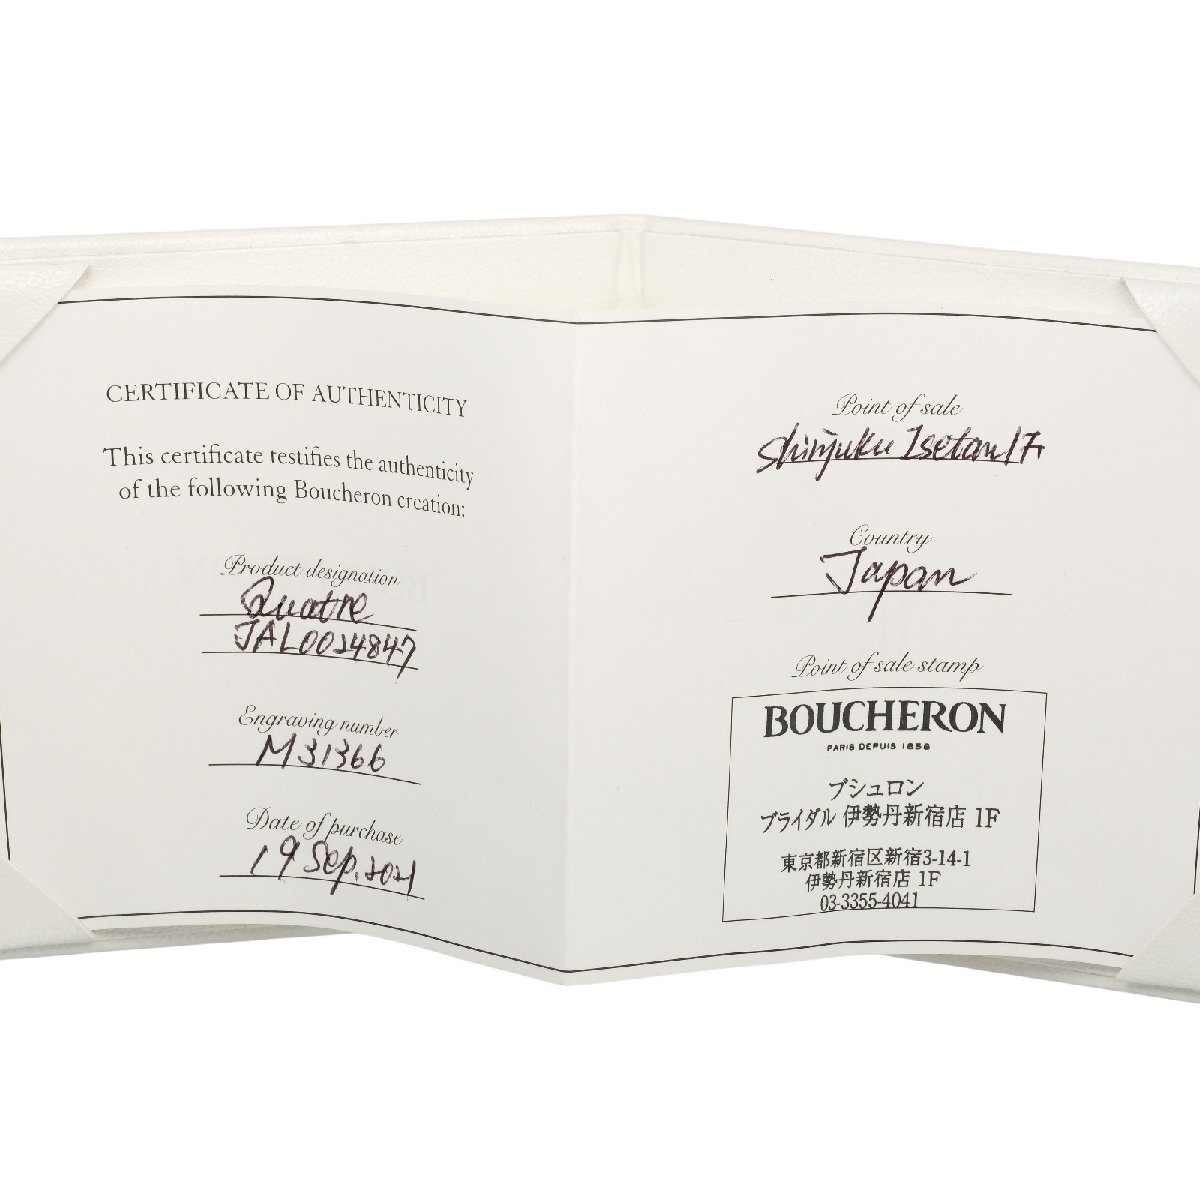 CERTIFICATE OF AUTHENTICITY
This certificate testifies the authenticity
of the following Boucheron creation:
Product designation
Quatre
JAL0024847
Engraving number
M31366
Date of purchase
19 Sep. 2021
Point of sale
Shinjuku Isetan 1F
Country
Japan
Point of sale stamp
BOUCHERON
PARIS DEPUIS 1858
ブシュロン
ブライダル 伊勢丹新宿店 1F
東京都新宿区新宿3-14-1
伊勢丹新宿店 1F
03-3355-4041